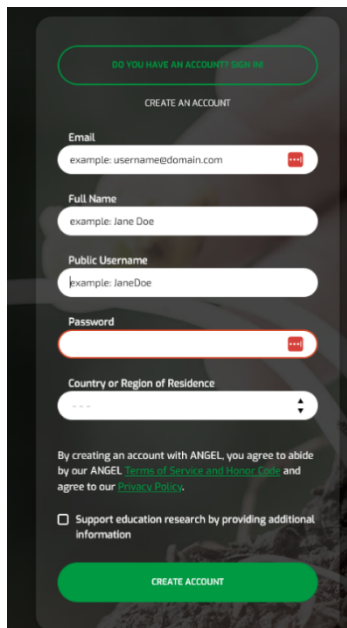 DO YOU HAVE AN ACCOUNT? SIGN IN!
CREATE AN ACCOUNT
Email
example: username@domain.com
Full Name
example: Jane Doe
Public Username
example: JaneDoe
Password
Country or Region of Residence
---
By creating an account with ANGEL, you agree to abide
by our ANGEL Terms of Service and Honor Code and
agree to our Privacy Policy.
Support education research by providing additional
information
CREATE ACCOUNT